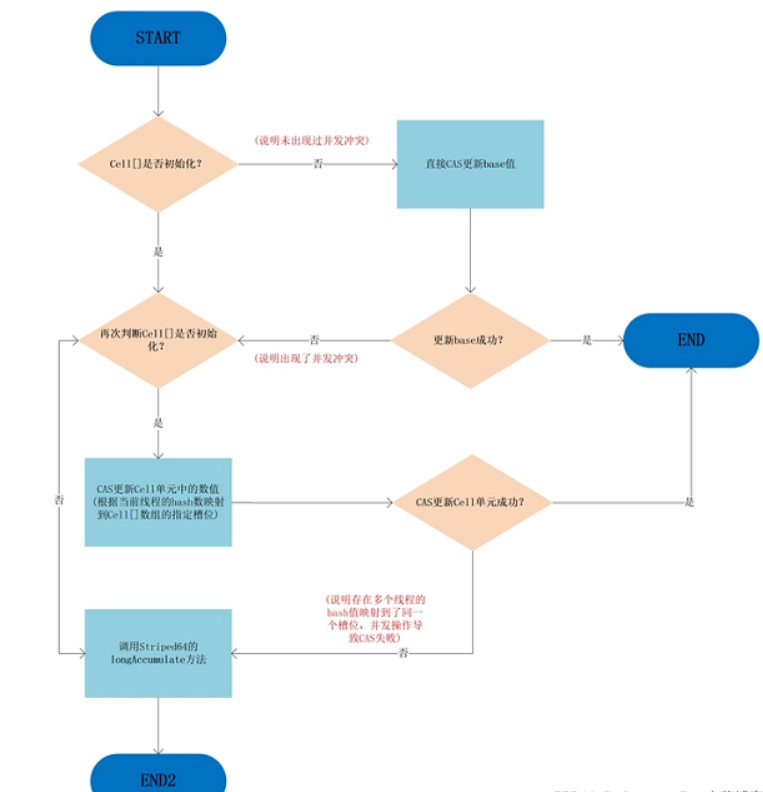 START
Cell[]是否初始化?
(说明未出现过并发冲突)
否
直接CAS更新base值
是
再次判断Cell[]是否初始
化?
否
(说明出现了并发冲突)
更新base成功?
是
END
是
CAS更新Cell单元中的数值
(根据当前线程的hash数映射
到Cell[]数组的指定槽位)
CAS更新Cell单元成功?
是
否
(说明存在多个线程的
hash值映射到了同一
个槽位, 并发操作导
致CAS失败)
否
调用Striped64的
longAccumulate方法
END2